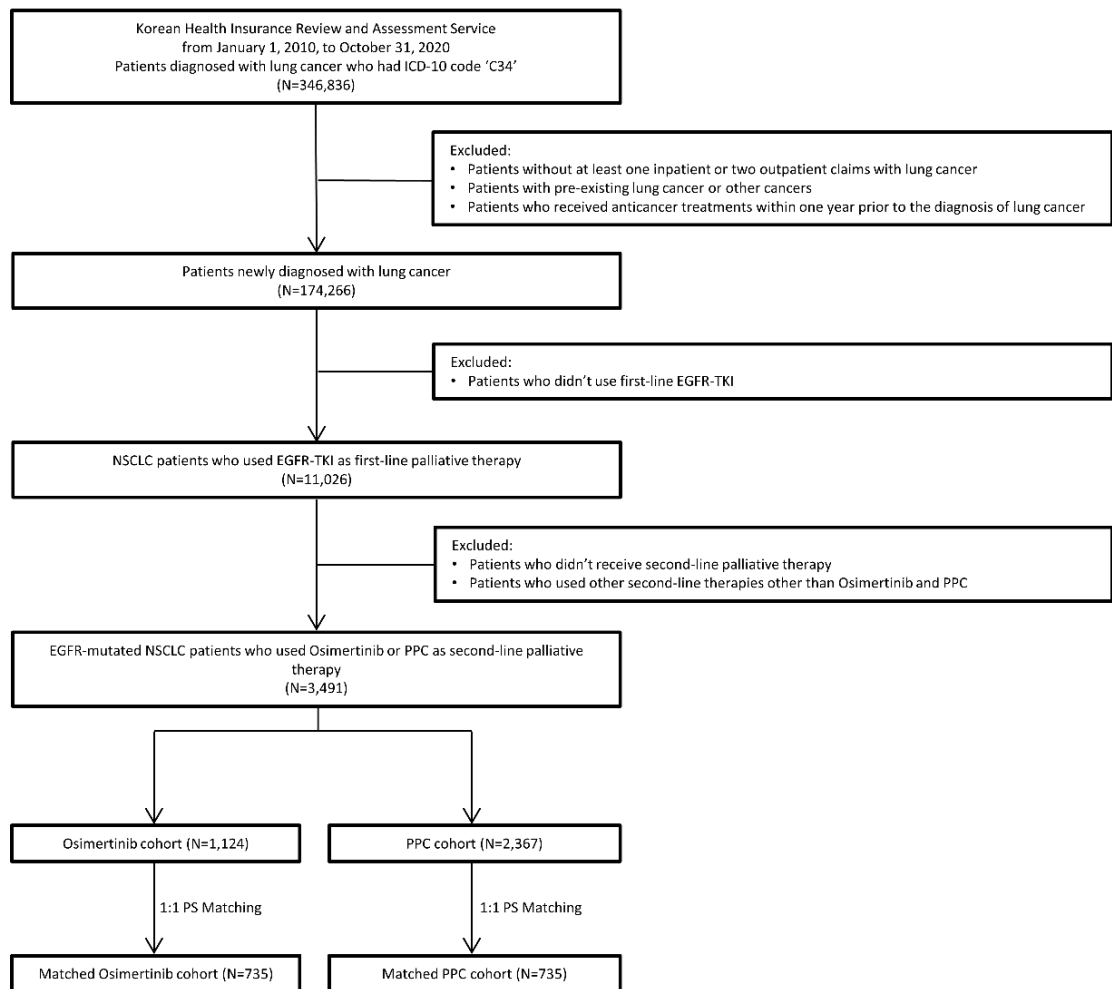 Korean Health Insurance Review and Assessment Service
from January 1, 2010, to October 31, 2020
Patients diagnosed with lung cancer who had ICD-10 code ‘C34’
(N=346,836)
Excluded:
• Patients without at least one inpatient or two outpatient claims with lung cancer
• Patients with pre-existing lung cancer or other cancers
• Patients who received anticancer treatments within one year prior to the diagnosis of lung cancer
Patients newly diagnosed with lung cancer
(N=174,266)
Excluded:
• Patients who didn’t use first-line EGFR-TKI
NSCLC patients who used EGFR-TKI as first-line palliative therapy
(N=11,026)
Excluded:
• Patients who didn’t receive second-line palliative therapy
• Patients who used other second-line therapies other than Osimertinib and PPC
EGFR-mutated NSCLC patients who used Osimertinib or PPC as second-line palliative
therapy
(N=3,491)
Osimertinib cohort (N=1,124)
PPC cohort (N=2,367)
1:1 PS Matching
1:1 PS Matching
Matched Osimertinib cohort (N=735)
Matched PPC cohort (N=735)